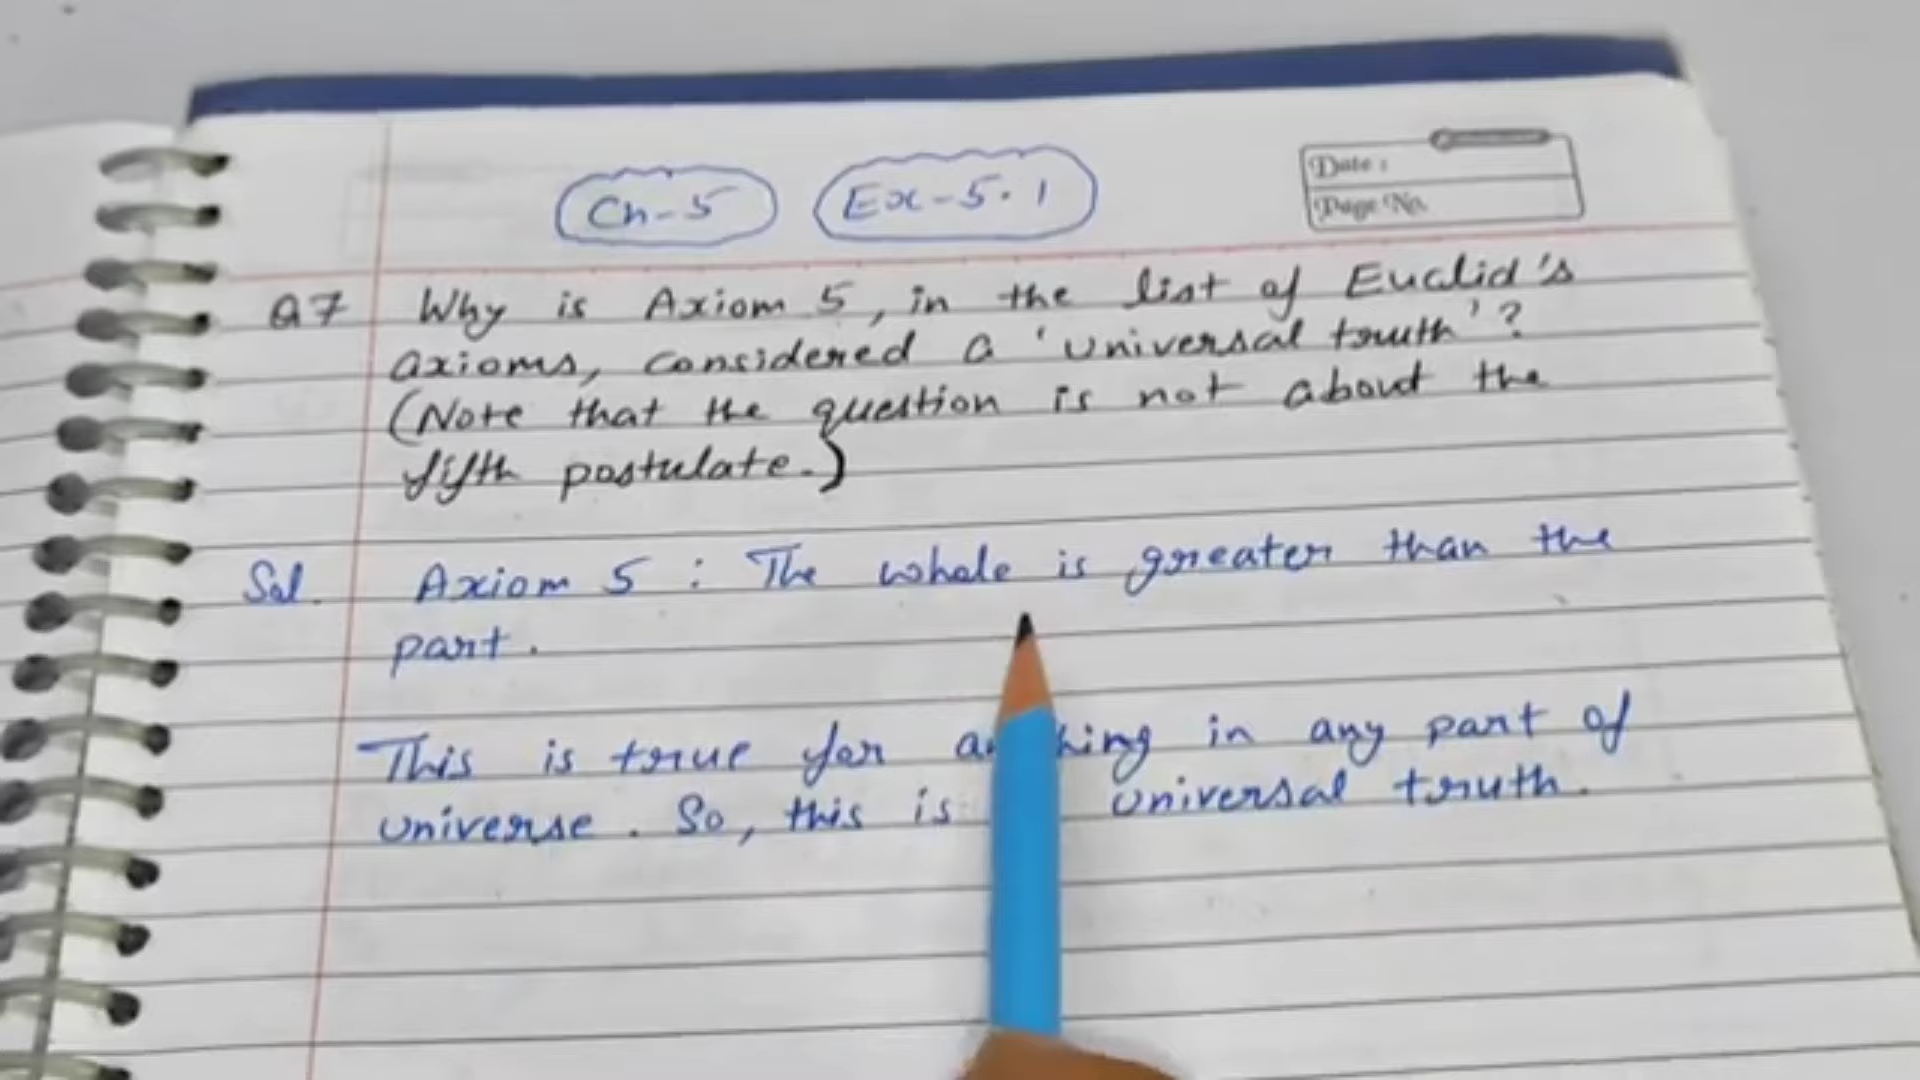 Ch-5 Ex-5.1
Date :
Page No.
Q7 Why is Axiom 5, in the list of Euclid's
axioms, considered a 'universal truth'?
(Note that the question is not about the
fifth postulate.)
Sol. Axiom 5 : The whole is greater than the
part.
This is true for in any part of
universe. So, this is universal truth.